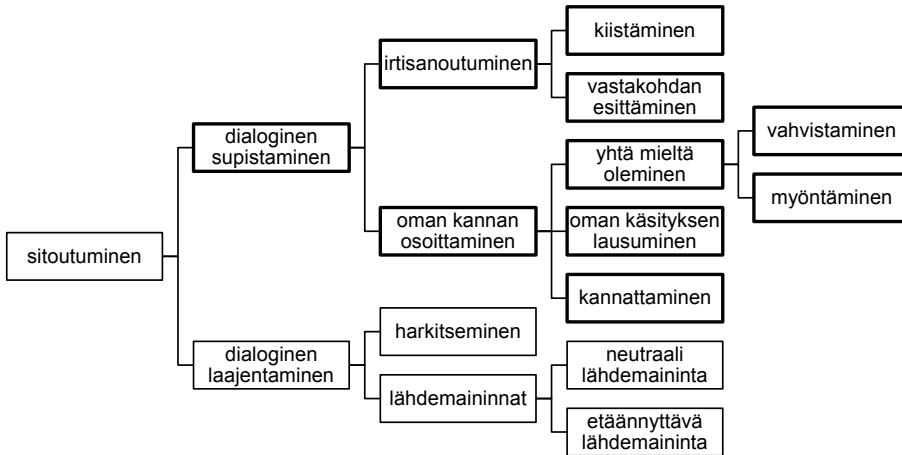 kiistäminen
irtisanoutuminen
vastakohdan
esittäminen
vahvistaminen
dialoginen
supistaminen
yhtä mieltä
oleminen
myöntäminen
oman kannan
osoittaminen
oman käsityksen
lausuminen
sitoutuminen
kannattaminen
harkitseminen
dialoginen
laajentaminen
neutraali
lähdemaininta
lähdemaininnat
etäännyttävä
lähdemaininta